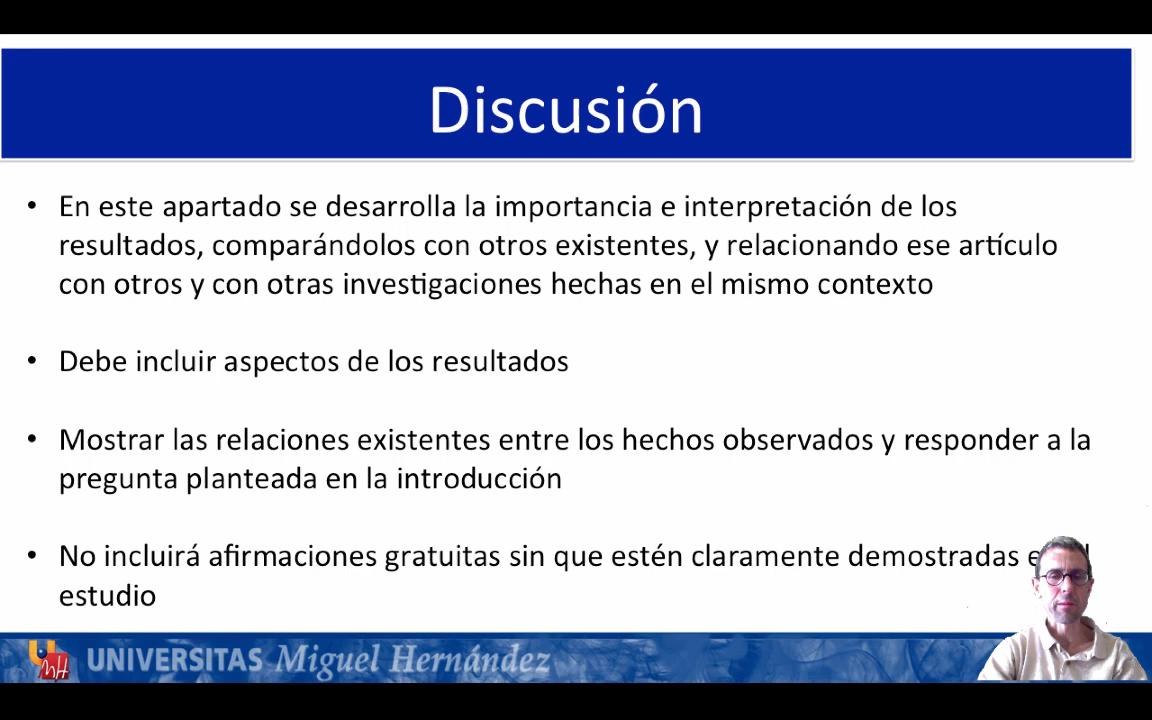 Discusión
• En este apartado se desarrolla la importancia e interpretación de los
resultados, comparándolos con otros existentes, y relacionando ese artículo
con otros y con otras investigaciones hechas en el mismo contexto
• Debe incluir aspectos de los resultados
• Mostrar las relaciones existentes entre los hechos observados y responder a la
pregunta planteada en la introducción
• No incluirá afirmaciones gratuitas sin que estén claramente demostradas
estudio
UNIVERSITAS Miguel Hernández